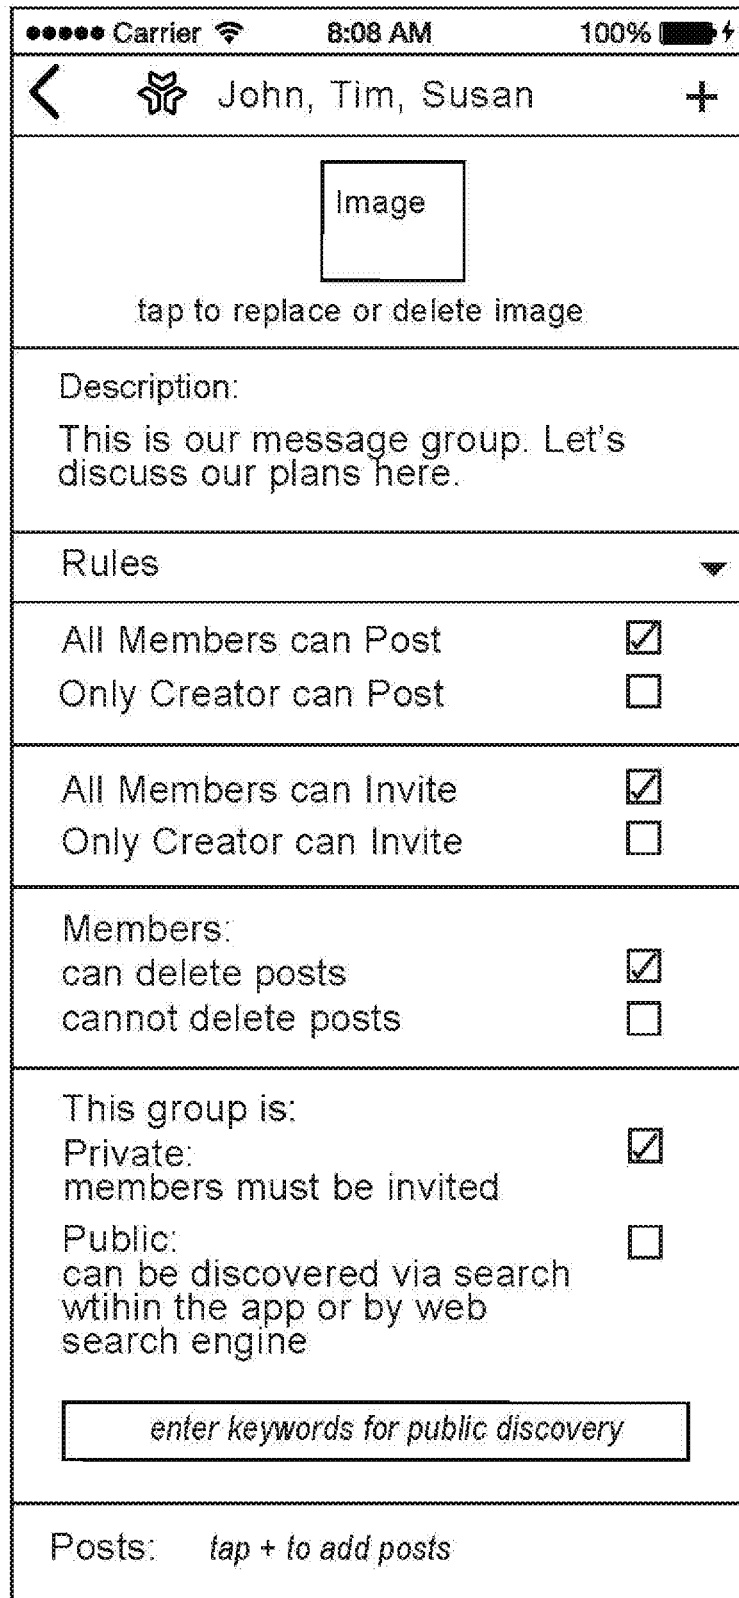 Carrier 8:08 AM 100%
John, Tim, Susan +
Image
tap to replace or delete image
Description:
This is our message group. Let's
discuss our plans here.
Rules
All Members can Post
Only Creator can Post
All Members can Invite
Only Creator can Invite
Members:
can delete posts
cannot delete posts
This group is:
Private:
members must be invited
Public:
can be discovered via search
wtihin the app or by web
search engine
enter keywords for public discovery
Posts: tap + to add posts